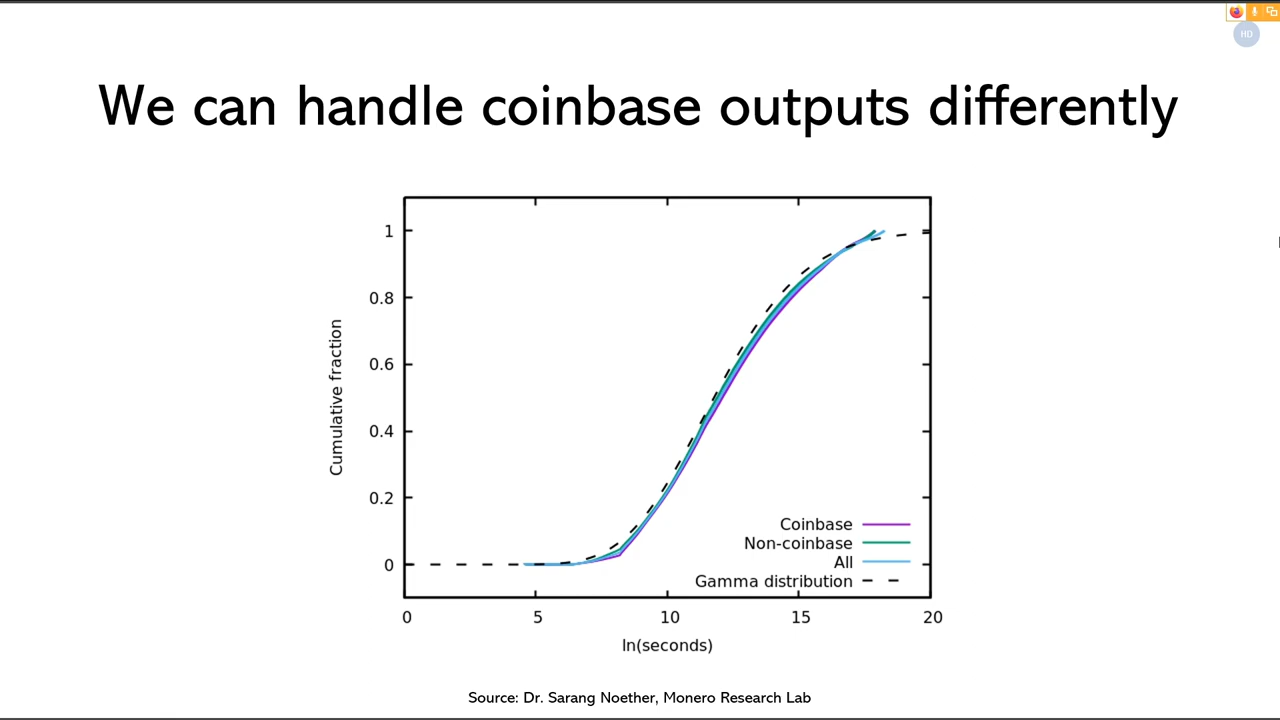 HD
We can handle coinbase outputs differently
1
0.8
0.6
0.4
0.2
0
Cumulative fraction
Coinbase
Non-coinbase
All
Gamma distribution
0 5 10 15 20
ln(seconds)
Source: Dr. Sarang Noether, Monero Research Lab